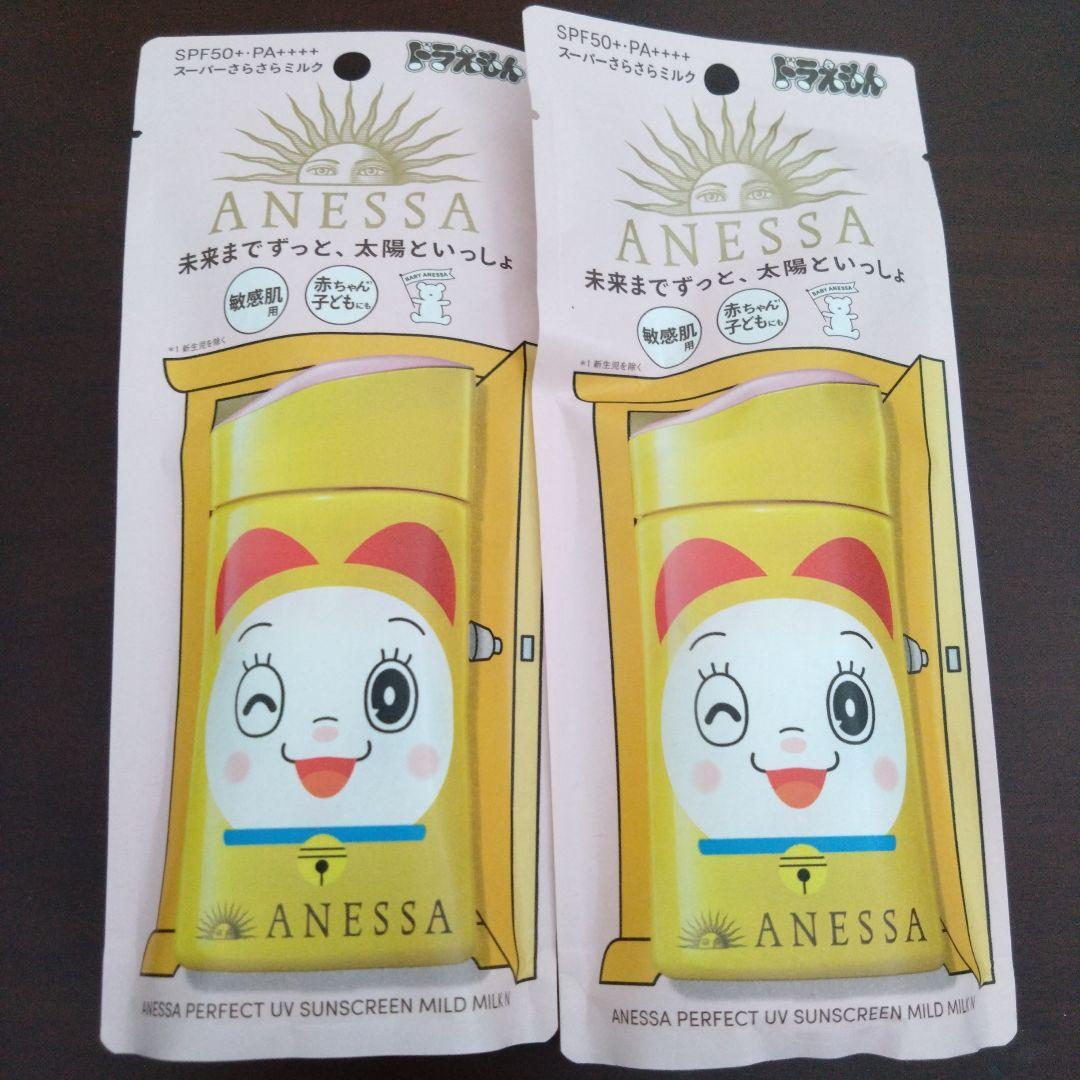 SPF50+・PA++++
スーパーさらさらミルク
ドラえもん
ANESSA
未来までずっと、太陽といっしょ
敏感肌用
赤ちゃん*1
子どもにも
BABY ANESSA
*1 新生児を除く
ANESSA
ANESSA PERFECT UV SUNSCREEN MILD MILK N
SPF50+・PA++++
スーパーさらさらミルク
ドラえもん
ANESSA
未来までずっと、太陽といっしょ
敏感肌用
赤ちゃん*1
子どもにも
BABY ANESSA
*1 新生児を除く
ANESSA
ANESSA PERFECT UV SUNSCREEN MILD MILK N